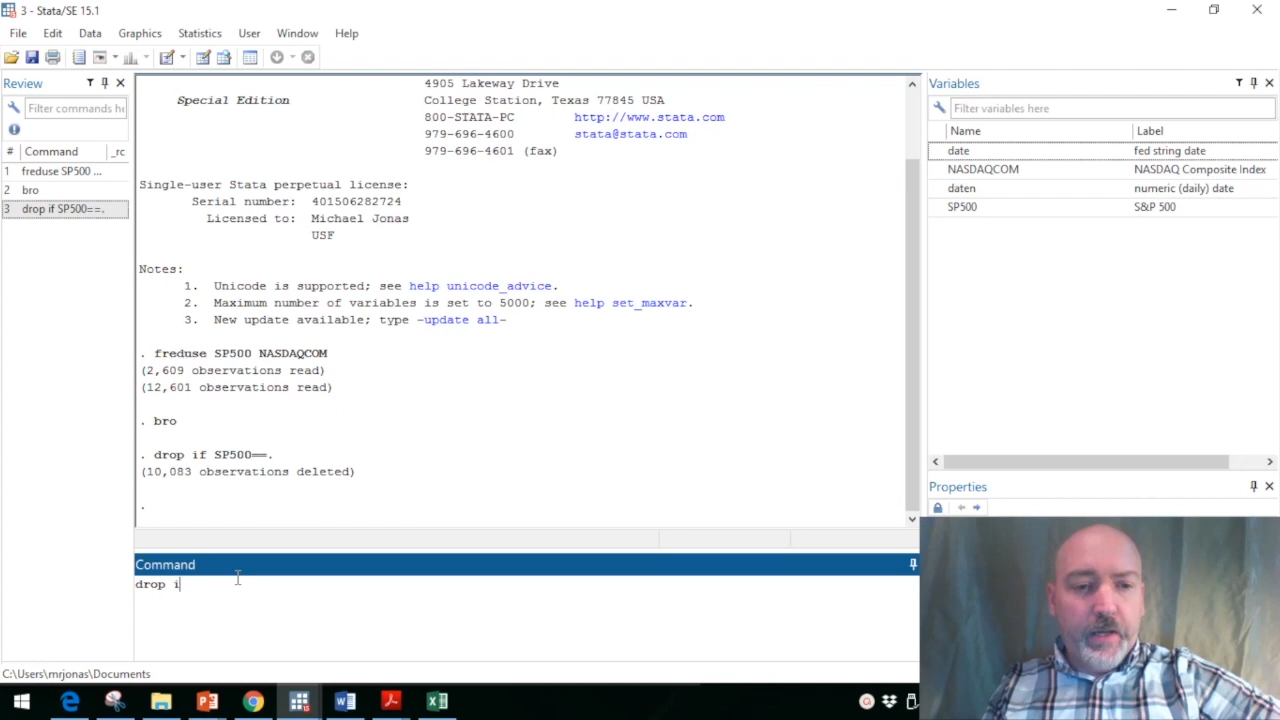 3 - Stata/SE 15.1
File Edit Data Graphics Statistics User Window Help
Review
Filter commands he
# Command _rc
1 freduse SP500 ...
2 bro
3 drop if SP500==.
4905 Lakeway Drive
Special Edition College Station, Texas 77845 USA
800-STATA-PC http://www.stata.com
979-696-4600 stata@stata.com
979-696-4601 (fax)
Single-user Stata perpetual license:
Serial number: 401506282724
Licensed to: Michael Jonas
USF
Notes:
1. Unicode is supported; see help unicode_advice.
2. Maximum number of variables is set to 5000; see help set_maxvar.
3. New update available; type -update all-
. freduse SP500 NASDAQCOM
(2,609 observations read)
(12,601 observations read)
. bro
. drop if SP500==.
(10,083 observations deleted)
.
Command
drop i
Variables
Filter variables here
Name Label
date fed string date
NASDAQCOM NASDAQ Composite Index
daten numeric (daily) date
SP500 S&P 500
Properties
C:\Users\mrjonas\Documents